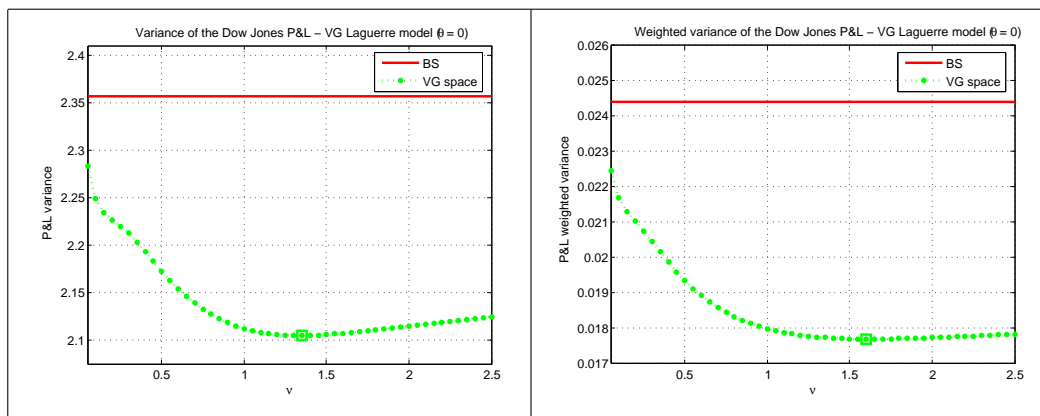 Variance of the Dow Jones P&L – VG Laguerre model (θ = 0)
2.4
2.35
2.3
2.25
2.2
2.15
2.1
P&L variance
BS
VG space
0.5
1
1.5
2
2.5
ν
Weighted variance of the Dow Jones P&L – VG Laguerre model (θ = 0)
0.026
0.025
0.024
0.023
0.022
0.021
0.02
0.019
0.018
0.017
P&L weighted variance
BS
VG space
0.5
1
1.5
2
2.5
ν